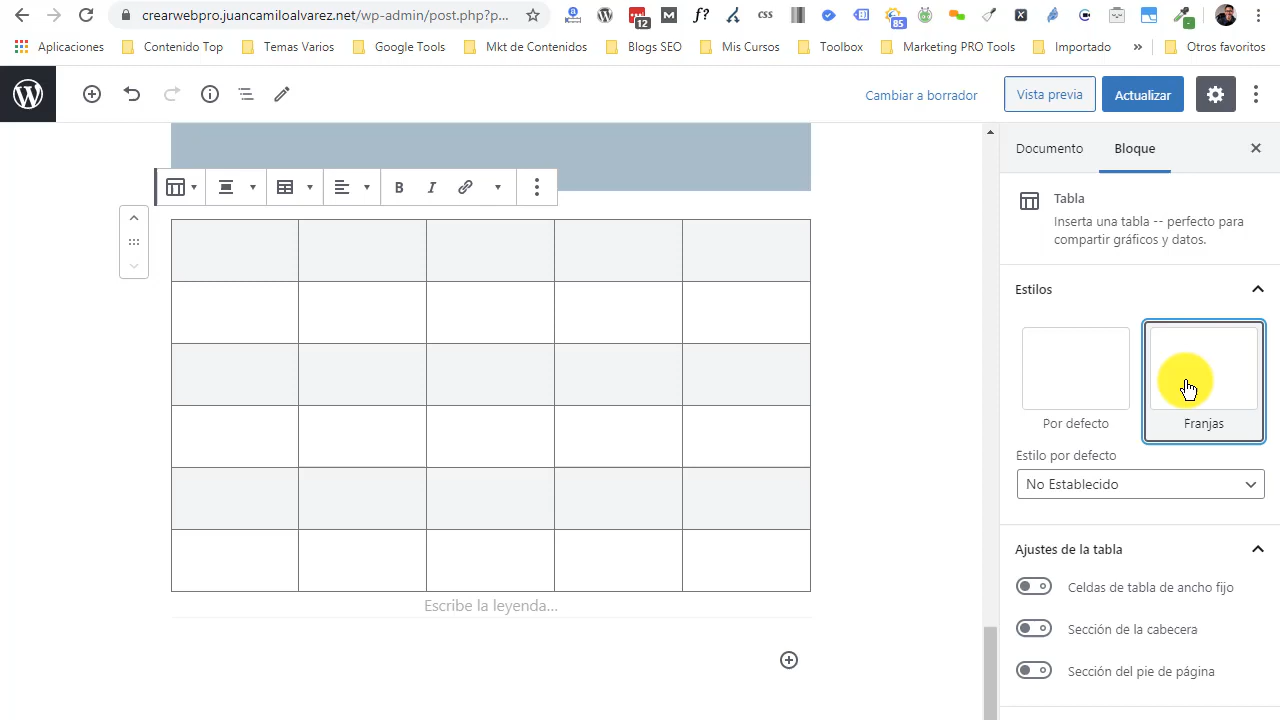 crearwebpro.juancamiloalvarez.net/wp-admin/post.php?p...
12
M
f?
CSS
85
X
Aplicaciones
Contenido Top
Temas Varios
Google Tools
Mkt de Contenidos
Blogs SEO
Mis Cursos
Toolbox
Marketing PRO Tools
Importado
»
Otros favoritos
Cambiar a borrador
Vista previa
Actualizar
Documento
Bloque
B
I
Tabla
Inserta una tabla -- perfecto para
compartir gráficos y datos.
Estilos
Por defecto
Franjas
Estilo por defecto
No Establecido
Ajustes de la tabla
Celdas de tabla de ancho fijo
Sección de la cabecera
Sección del pie de página
Escribe la leyenda...